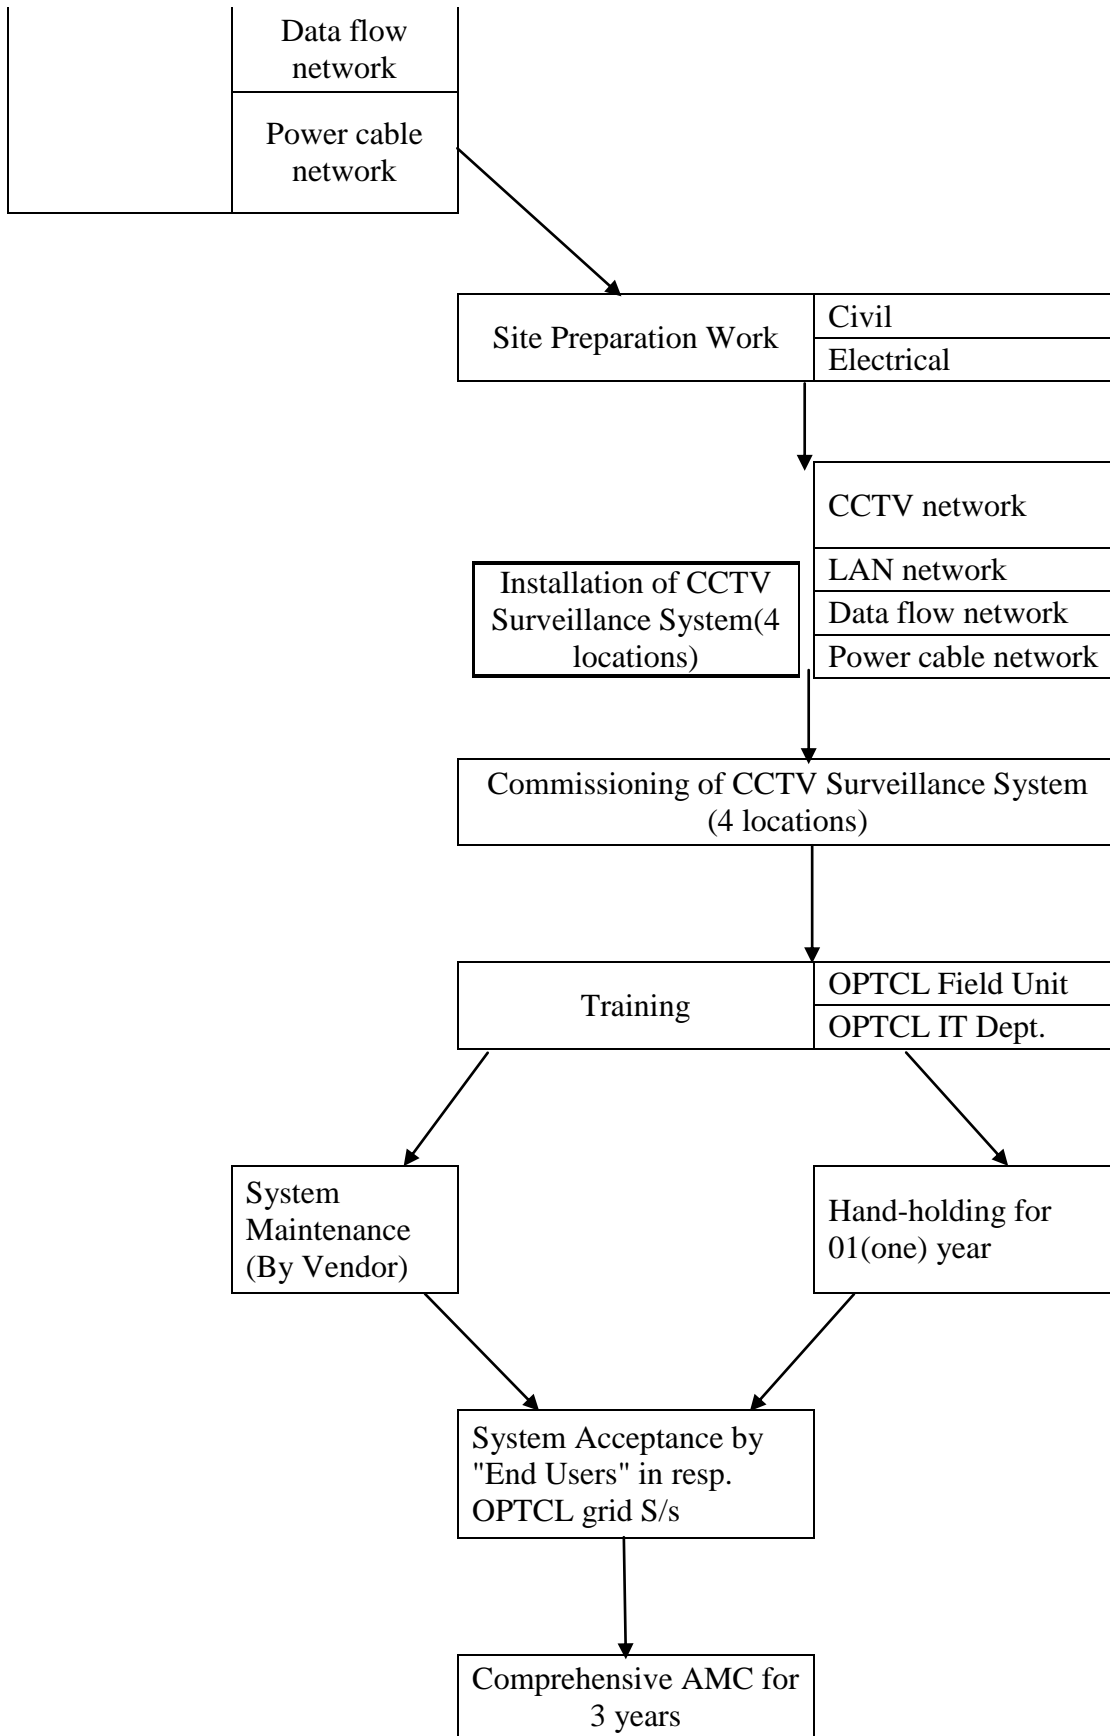 Data flow
network
Power cable
network
Site Preparation Work
Civil
Electrical
CCTV network
Installation of CCTV
Surveillance System(4
locations)
LAN network
Data flow network
Power cable network
Commissioning of CCTV Surveillance System
(4 locations)
Training
OPTCL Field Unit
OPTCL IT Dept.
System
Maintenance
(By Vendor)
Hand-holding for
01(one) year
System Acceptance by
"End Users" in resp.
OPTCL grid S/s
Comprehensive AMC for
3 years